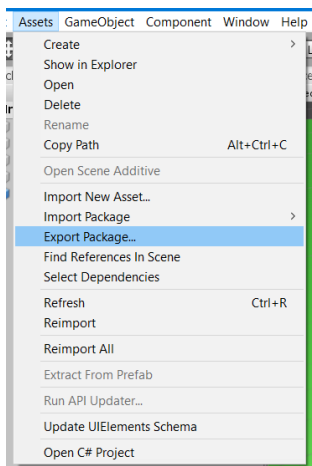 Assets GameObject Component Window Help
Create >
Show in Explorer
Open
Delete
Rename
Copy Path Alt+Ctrl+C
Open Scene Additive
Import New Asset...
Import Package >
Export Package...
Find References In Scene
Select Dependencies
Refresh Ctrl+R
Reimport
Reimport All
Extract From Prefab
Run API Updater...
Update UIElements Schema
Open C# Project